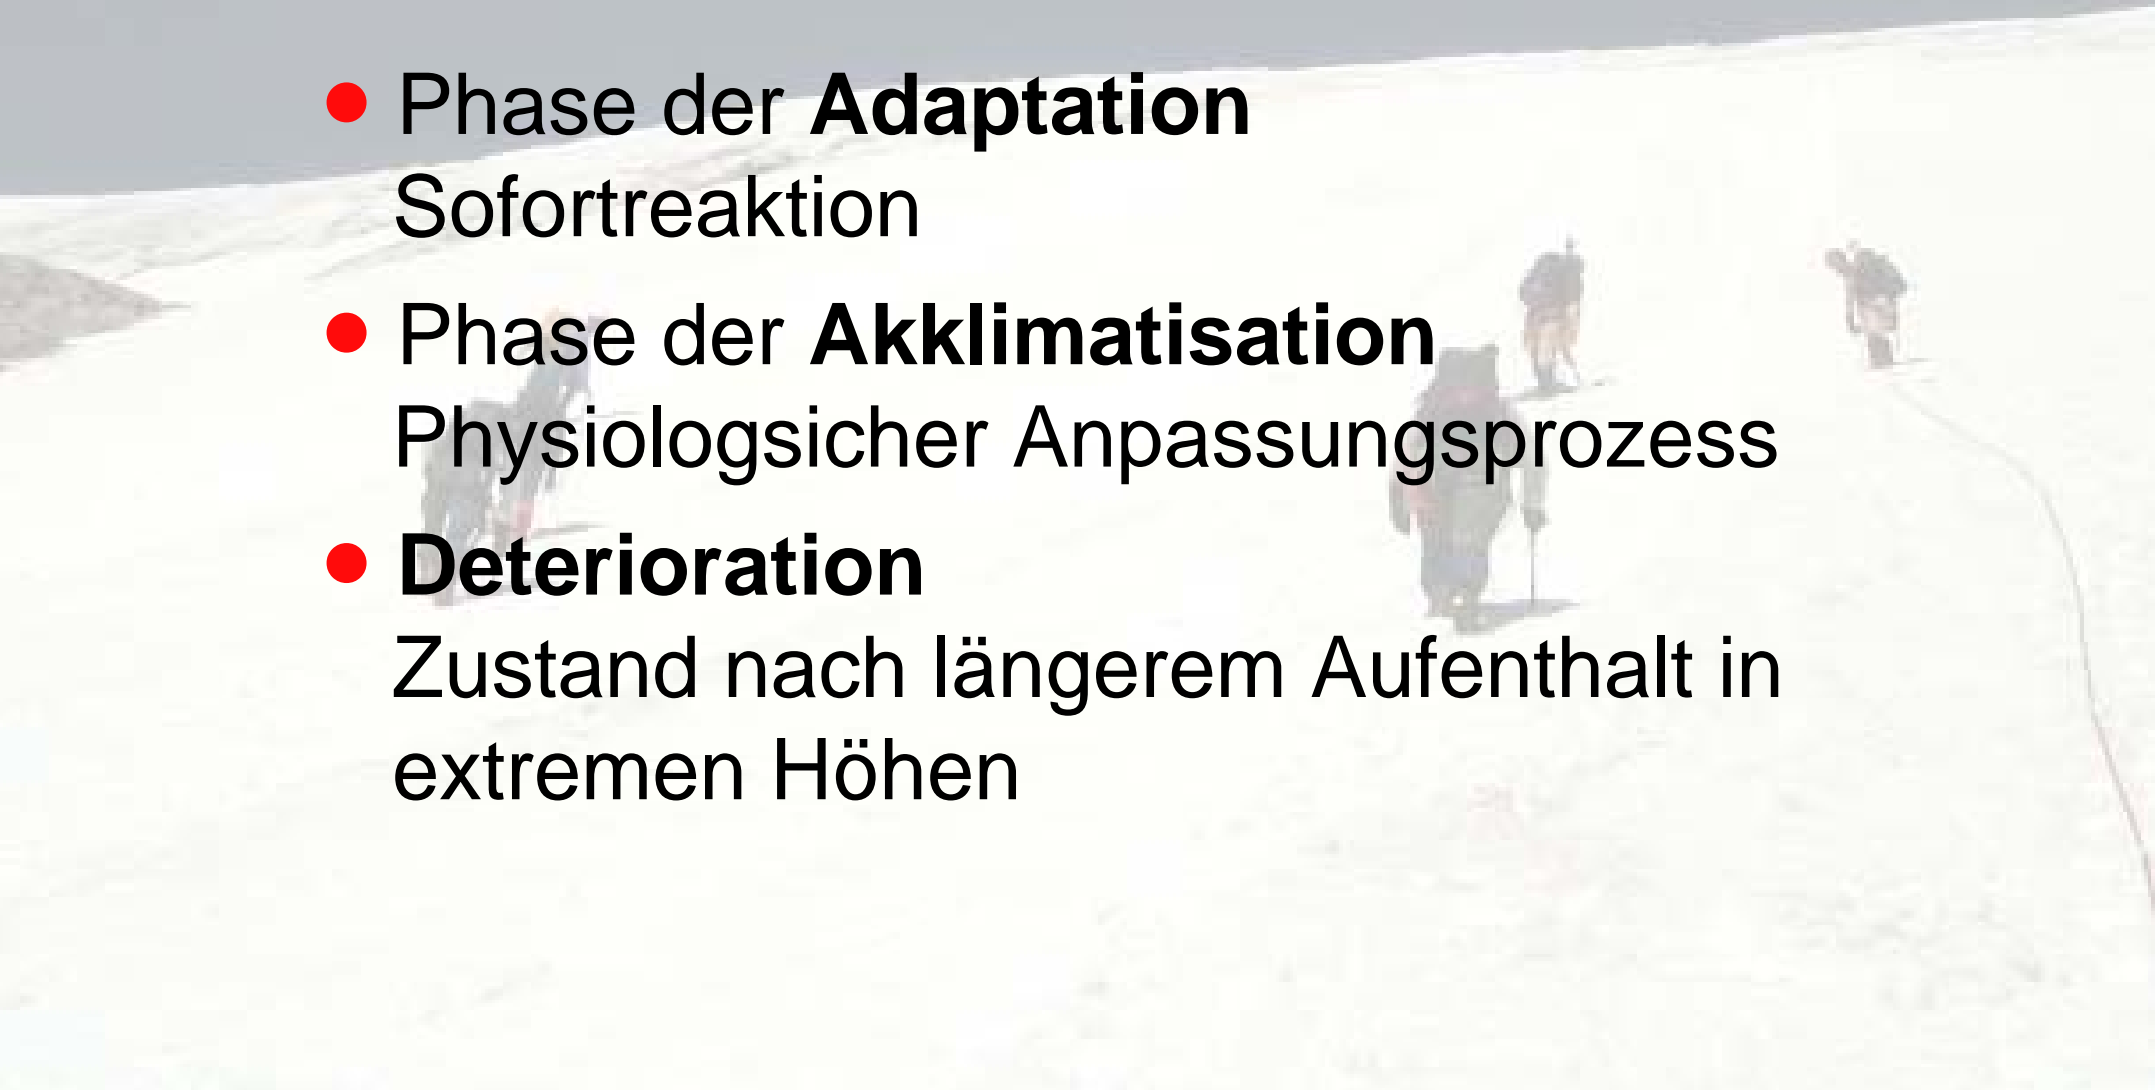 ● Phase der Adaptation
Sofortreaktion
● Phase der Akklimatisation
Physiologsicher Anpassungsprozess
● Deterioration
Zustand nach längerem Aufenthalt in
extremen Höhen